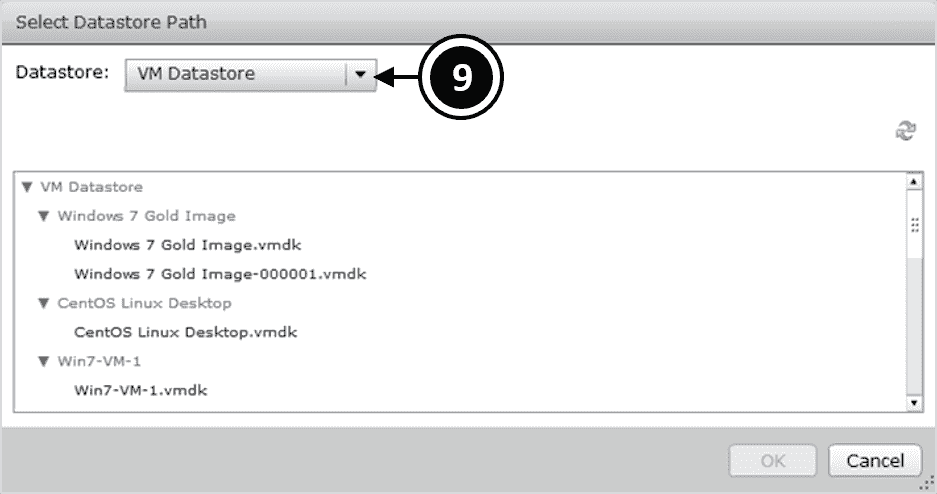 Select Datastore Path
Datastore: VM Datastore 9
VM Datastore
Windows 7 Gold Image
Windows 7 Gold Image.vmdk
Windows 7 Gold Image-000001.vmdk
CentOS Linux Desktop
CentOS Linux Desktop.vmdk
Win7-VM-1
Win7-VM-1.vmdk
OK Cancel